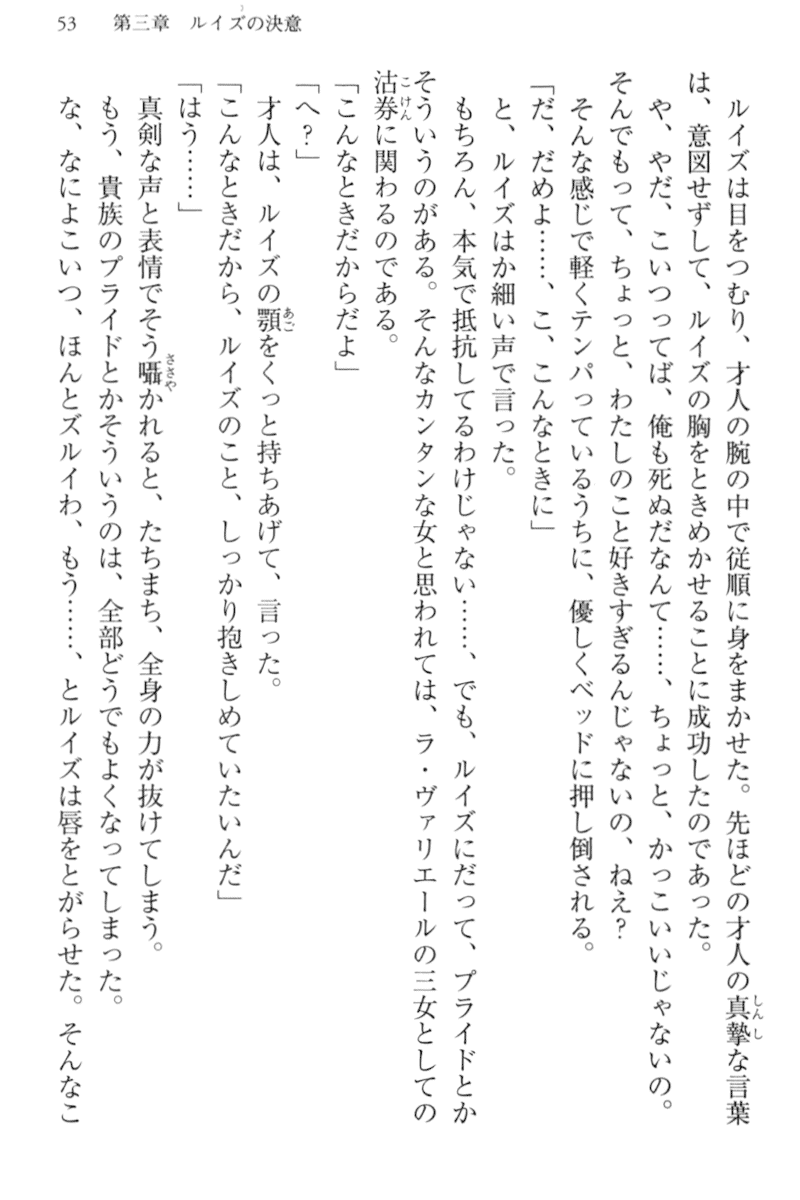 53　第三章　ルイズの決意
　ルイズは目をつむり、才人の腕の中で従順に身をまかせた。先ほどの才人の真摯な言葉
は、意図せずして、ルイズの胸をときめかせることに成功したのであった。
　や、やだ、こいつってば、俺も死ぬだなんて……、ちょっと、かっこいいじゃないの。
そんでもって、ちょっと、わたしのこと好きすぎるんじゃないの、ねえ？
　そんな感じで軽くテンパっているうちに、優しくベッドに押し倒される。
「だ、だめよ……、こ、こんなときに」
　と、ルイズはか細い声で言った。
　もちろん、本気で抵抗してるわけじゃない……、でも、ルイズにだって、プライドとか
そういうのがある。そんなカンタンな女と思われては、ラ・ヴァリエールの三女としての
沽券に関わるのである。
「こんなときだからだよ」
「へ？」
　才人は、ルイズの顎をくっと持ちあげて、言った。
「こんなときだから、ルイズのこと、しっかり抱きしめていたいんだ」
「はう……」
　真剣な声と表情でそう囁かれると、たちまち、全身の力が抜けてしまう。
　もう、貴族のプライドとかそういうのは、全部どうでもよくなってしまった。
　な、なによこいつ、ほんとズルイわ、もう……、とルイズは唇をとがらせた。そんなこ